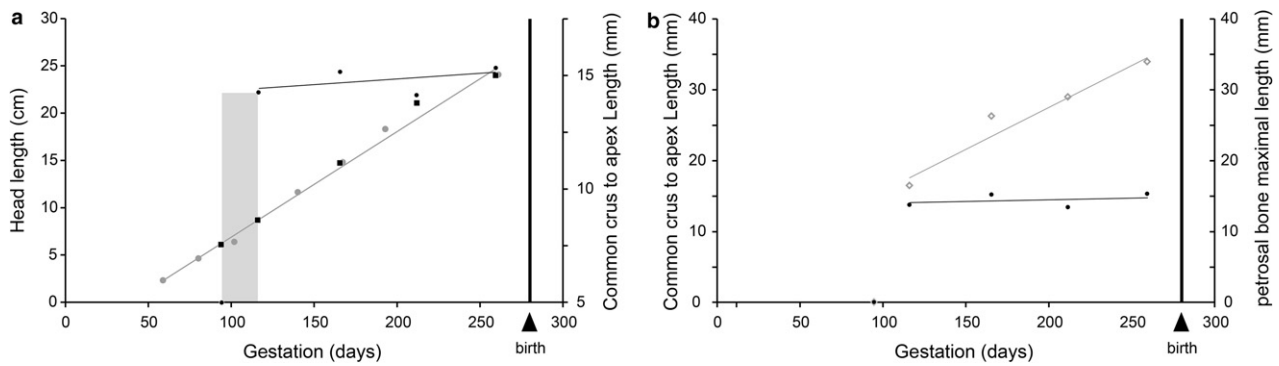 a
Head length (cm)
30
25
20
15
10
5
0
0 50 100 150 200 250 300
Gestation (days)
birth
15
10
5
Common crus to apex Length (mm)
b
Common crus to apex Length (mm)
40
30
20
10
0
0 50 100 150 200 250 300
Gestation (days)
birth
40
30
20
10
0
petrosal bone maximal length (mm)